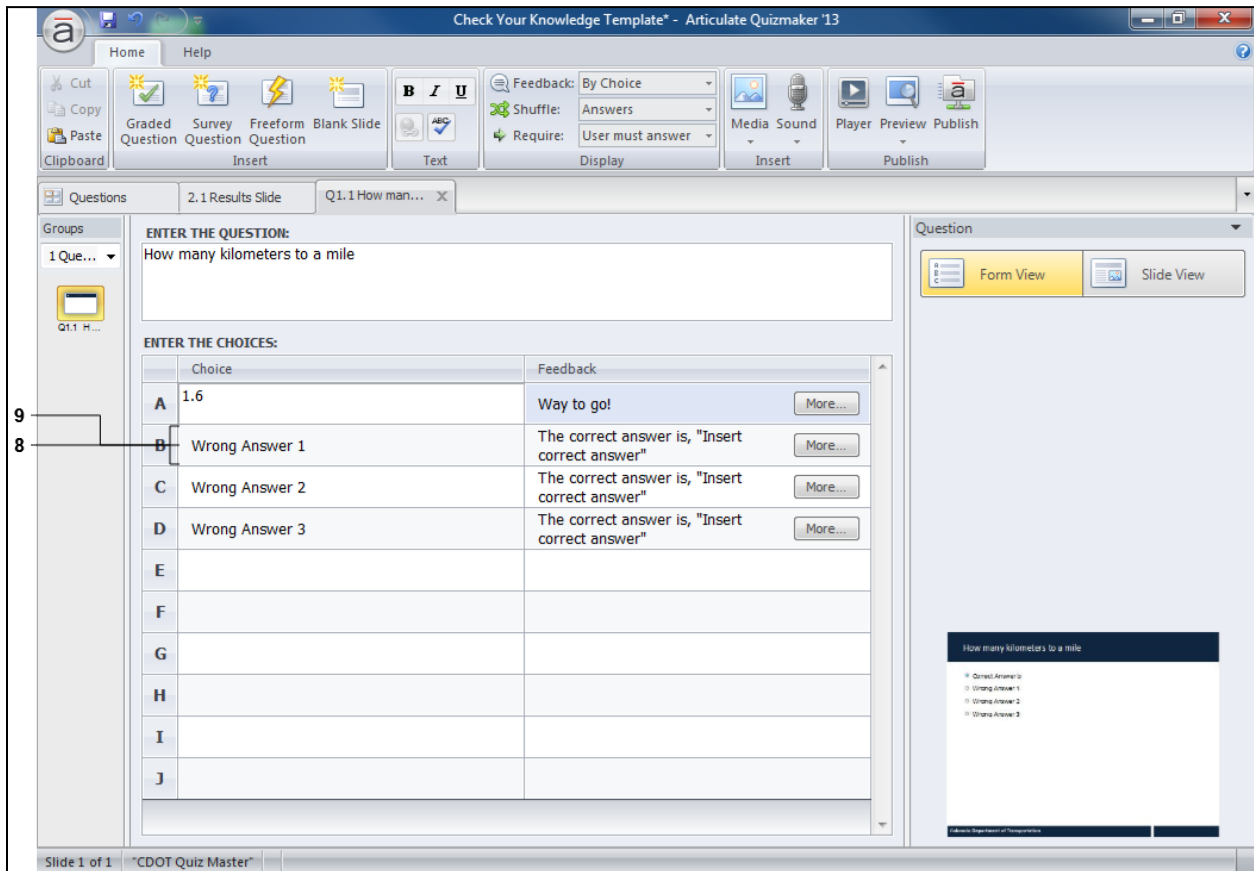 Check Your Knowledge Template* - Articulate Quizmaker '13
ā
Home Help
Cut
Copy
Paste
Clipboard
Graded Question
Survey Question
Freeform Question
Blank Slide
Insert
B I U
ABC
Text
Feedback: By Choice
Shuffle: Answers
Require: User must answer
Display
Media Sound
Insert
Player Preview Publish
Publish
Questions 2.1 Results Slide Q1.1 How man... X
Groups
1 Que...
Q1.1 H...
ENTER THE QUESTION:
How many kilometers to a mile
ENTER THE CHOICES:
Choice Feedback
A 1.6 Way to go! More...
9
8
B Wrong Answer 1 The correct answer is, "Insert correct answer" More...
C Wrong Answer 2 The correct answer is, "Insert correct answer" More...
D Wrong Answer 3 The correct answer is, "Insert correct answer" More...
E
F
G
H
I
J
Question
Form View Slide View
How many kilometers to a mile
Wrong Answer 1
Wrong Answer 2
Wrong Answer 3
Colorado Department of Transportation
Slide 1 of 1 "CDOT Quiz Master"